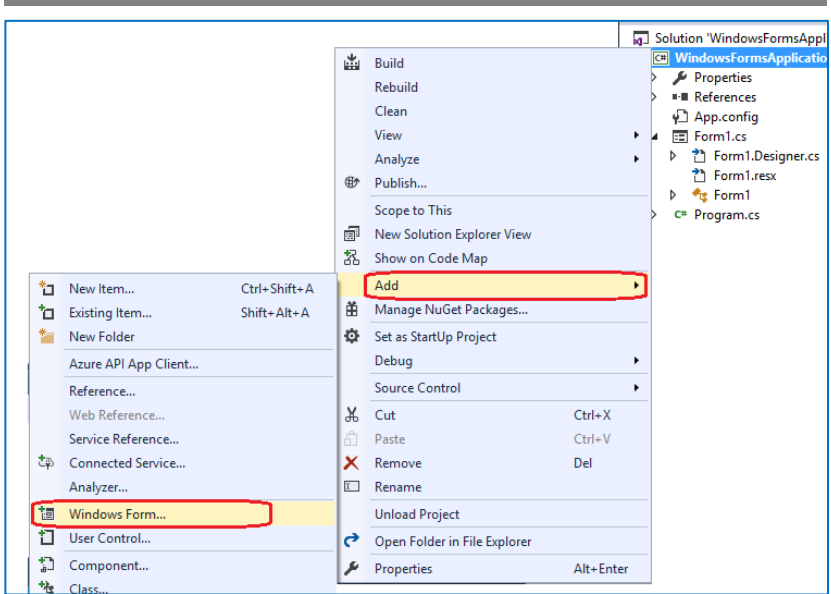 Solution 'WindowsFormsAppl
C# WindowsFormsApplicatio
Properties
References
App.config
Form1.cs
Form1.Designer.cs
Form1.resx
Form1
C# Program.cs
Build
Rebuild
Clean
View
Analyze
Publish...
Scope to This
New Solution Explorer View
Show on Code Map
Add
Manage NuGet Packages...
Set as StartUp Project
Debug
Source Control
Cut Ctrl+X
Paste Ctrl+V
Remove Del
Rename
Unload Project
Open Folder in File Explorer
Properties Alt+Enter
New Item... Ctrl+Shift+A
Existing Item... Shift+Alt+A
New Folder
Azure API App Client...
Reference...
Web Reference...
Service Reference...
Connected Service...
Analyzer...
Windows Form...
User Control...
Component...
Class...